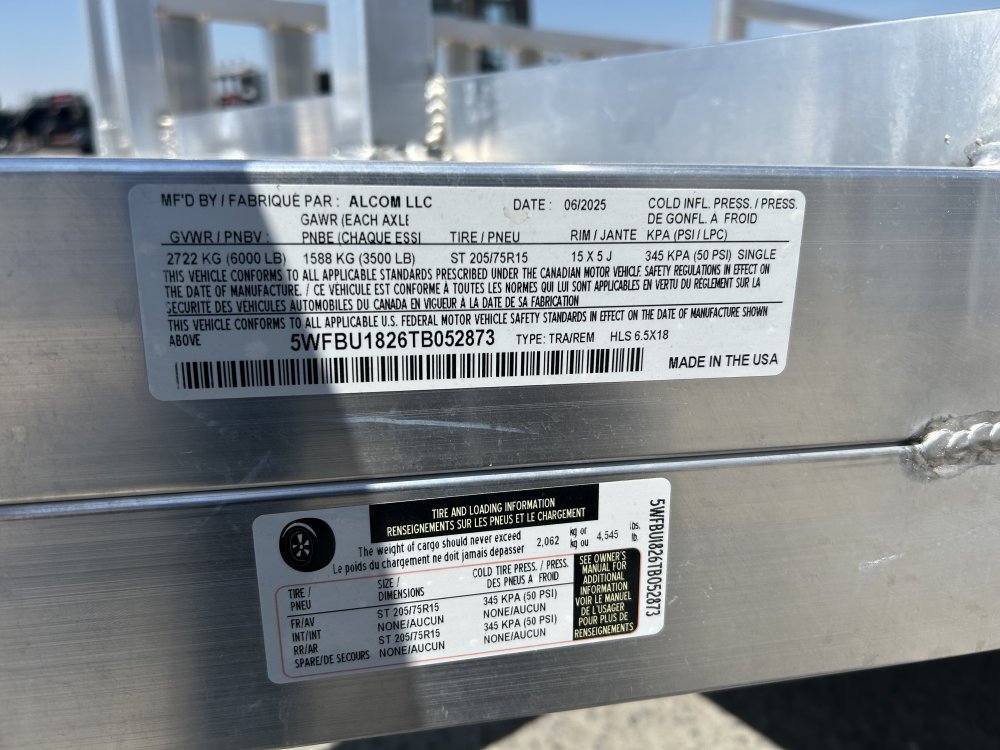 MF'D BY / FABRIQUÉ PAR : ALCOM LLC DATE : 06/2025 COLD INFL. PRESS. / PRESS.
GAWR (EACH AXLE DE GONFL. A FROID
GVWR / PNBV : PNBE (CHAQUE ESSI TIRE / PNEU RIM / JANTE KPA (PSI / LPC)
2722 KG (6000 LB) 1588 KG (3500 LB) ST 205/75R15 15 X 5 J 345 KPA (50 PSI) SINGLE
THIS VEHICLE CONFORMS TO ALL APPLICABLE STANDARDS PRESCRIBED UNDER THE CANADIAN MOTOR VEHICLE SAFETY REGULATIONS IN EFFECT ON
THE DATE OF MANUFACTURE. / CE VÉHICULE EST CONFORME À TOUTES LES NORMES QUI LUI SONT APPLICABLES EN VERTU DU RÈGLEMENT SUR LA
SÉCURITÉ DES VÉHICULES AUTOMOBILES DU CANADA EN VIGUEUR À LA DATE DE SA FABRICATION
THIS VEHICLE CONFORMS TO ALL APPLICABLE U.S. FEDERAL MOTOR VEHICLE SAFETY STANDARDS IN EFFECT ON THE DATE OF MANUFACTURE SHOWN
ABOVE 5WFBU1826TB052873 TYPE: TRA/REM HLS 6.5X18
MADE IN THE USA
TIRE AND LOADING INFORMATION
RENSEIGNEMENTS SUR LES PNEUS ET LE CHARGEMENT
The weight of cargo should never exceed 2,062 kg or 4,545 lbs.
Le poids du chargement ne doit jamais dépasser kg ou lb.
TIRE / SIZE / COLD TIRE PRESS. / PRESS.
PNEU DIMENSIONS DES PNEUS A FROID
FR/AV ST 205/75R15 345 KPA (50 PSI)
INT/INT NONE/AUCUN NONE/AUCUN
RR/AR ST 205/75R15 345 KPA (50 PSI)
SPARE/DE SECOURS NONE/AUCUN NONE/AUCUN
SEE OWNER'S
MANUAL FOR
ADDITIONAL
INFORMATION
VOIR LE MANUEL
DE L'USAGER
POUR PLUS DE
RENSEIGNEMENTS
5WFBU1826TB052873